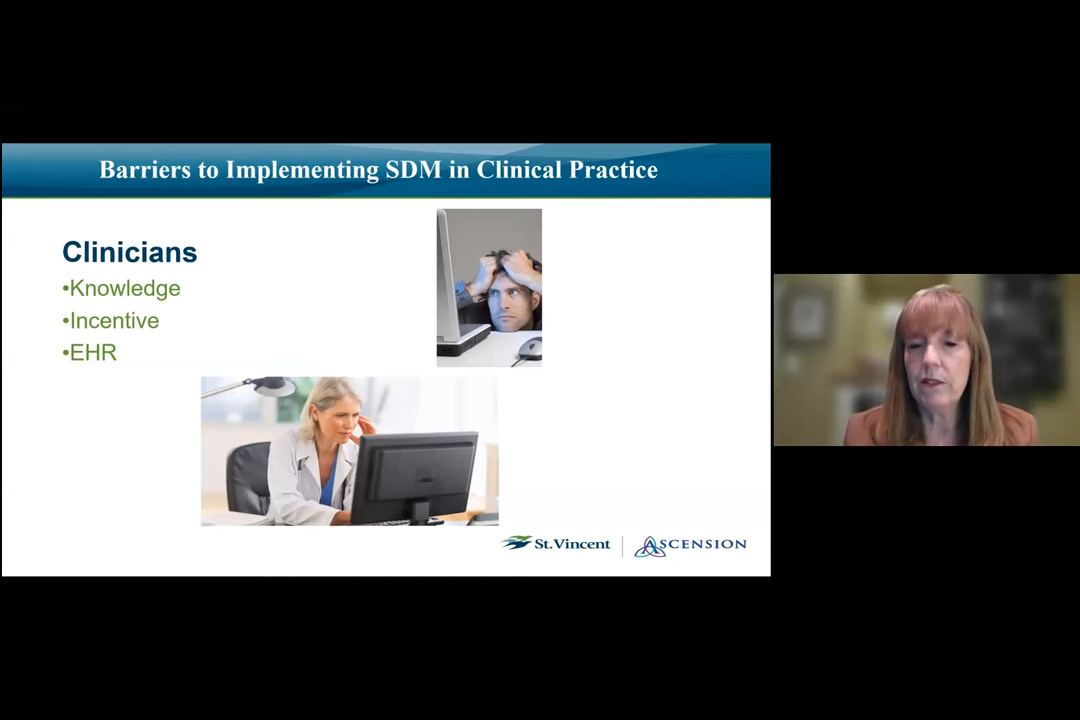 Barriers to Implementing SDM in Clinical Practice
Clinicians
•Knowledge
•Incentive
•EHR
St.Vincent
ASCENSION